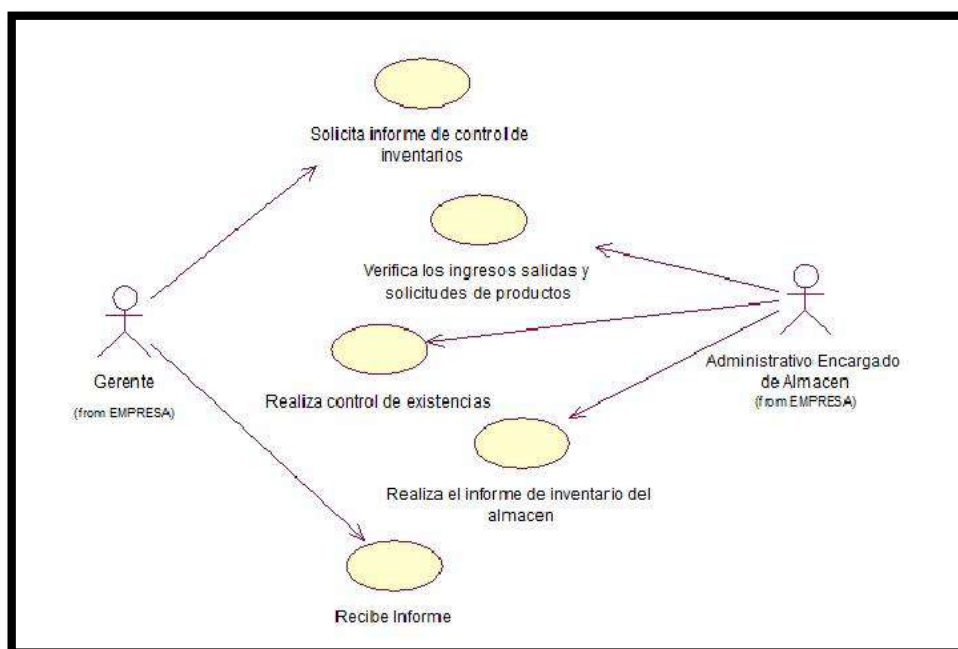 Solicita informe de control de
inventarios
Verifica los ingresos salidas y
solicitudes de productos
Gerente
(from EMPRESA)
Realiza control de existencias
Administrativo Encargado
de Almacen
(from EMPRESA)
Realiza el informe de inventario del
almacen
Recibe Informe